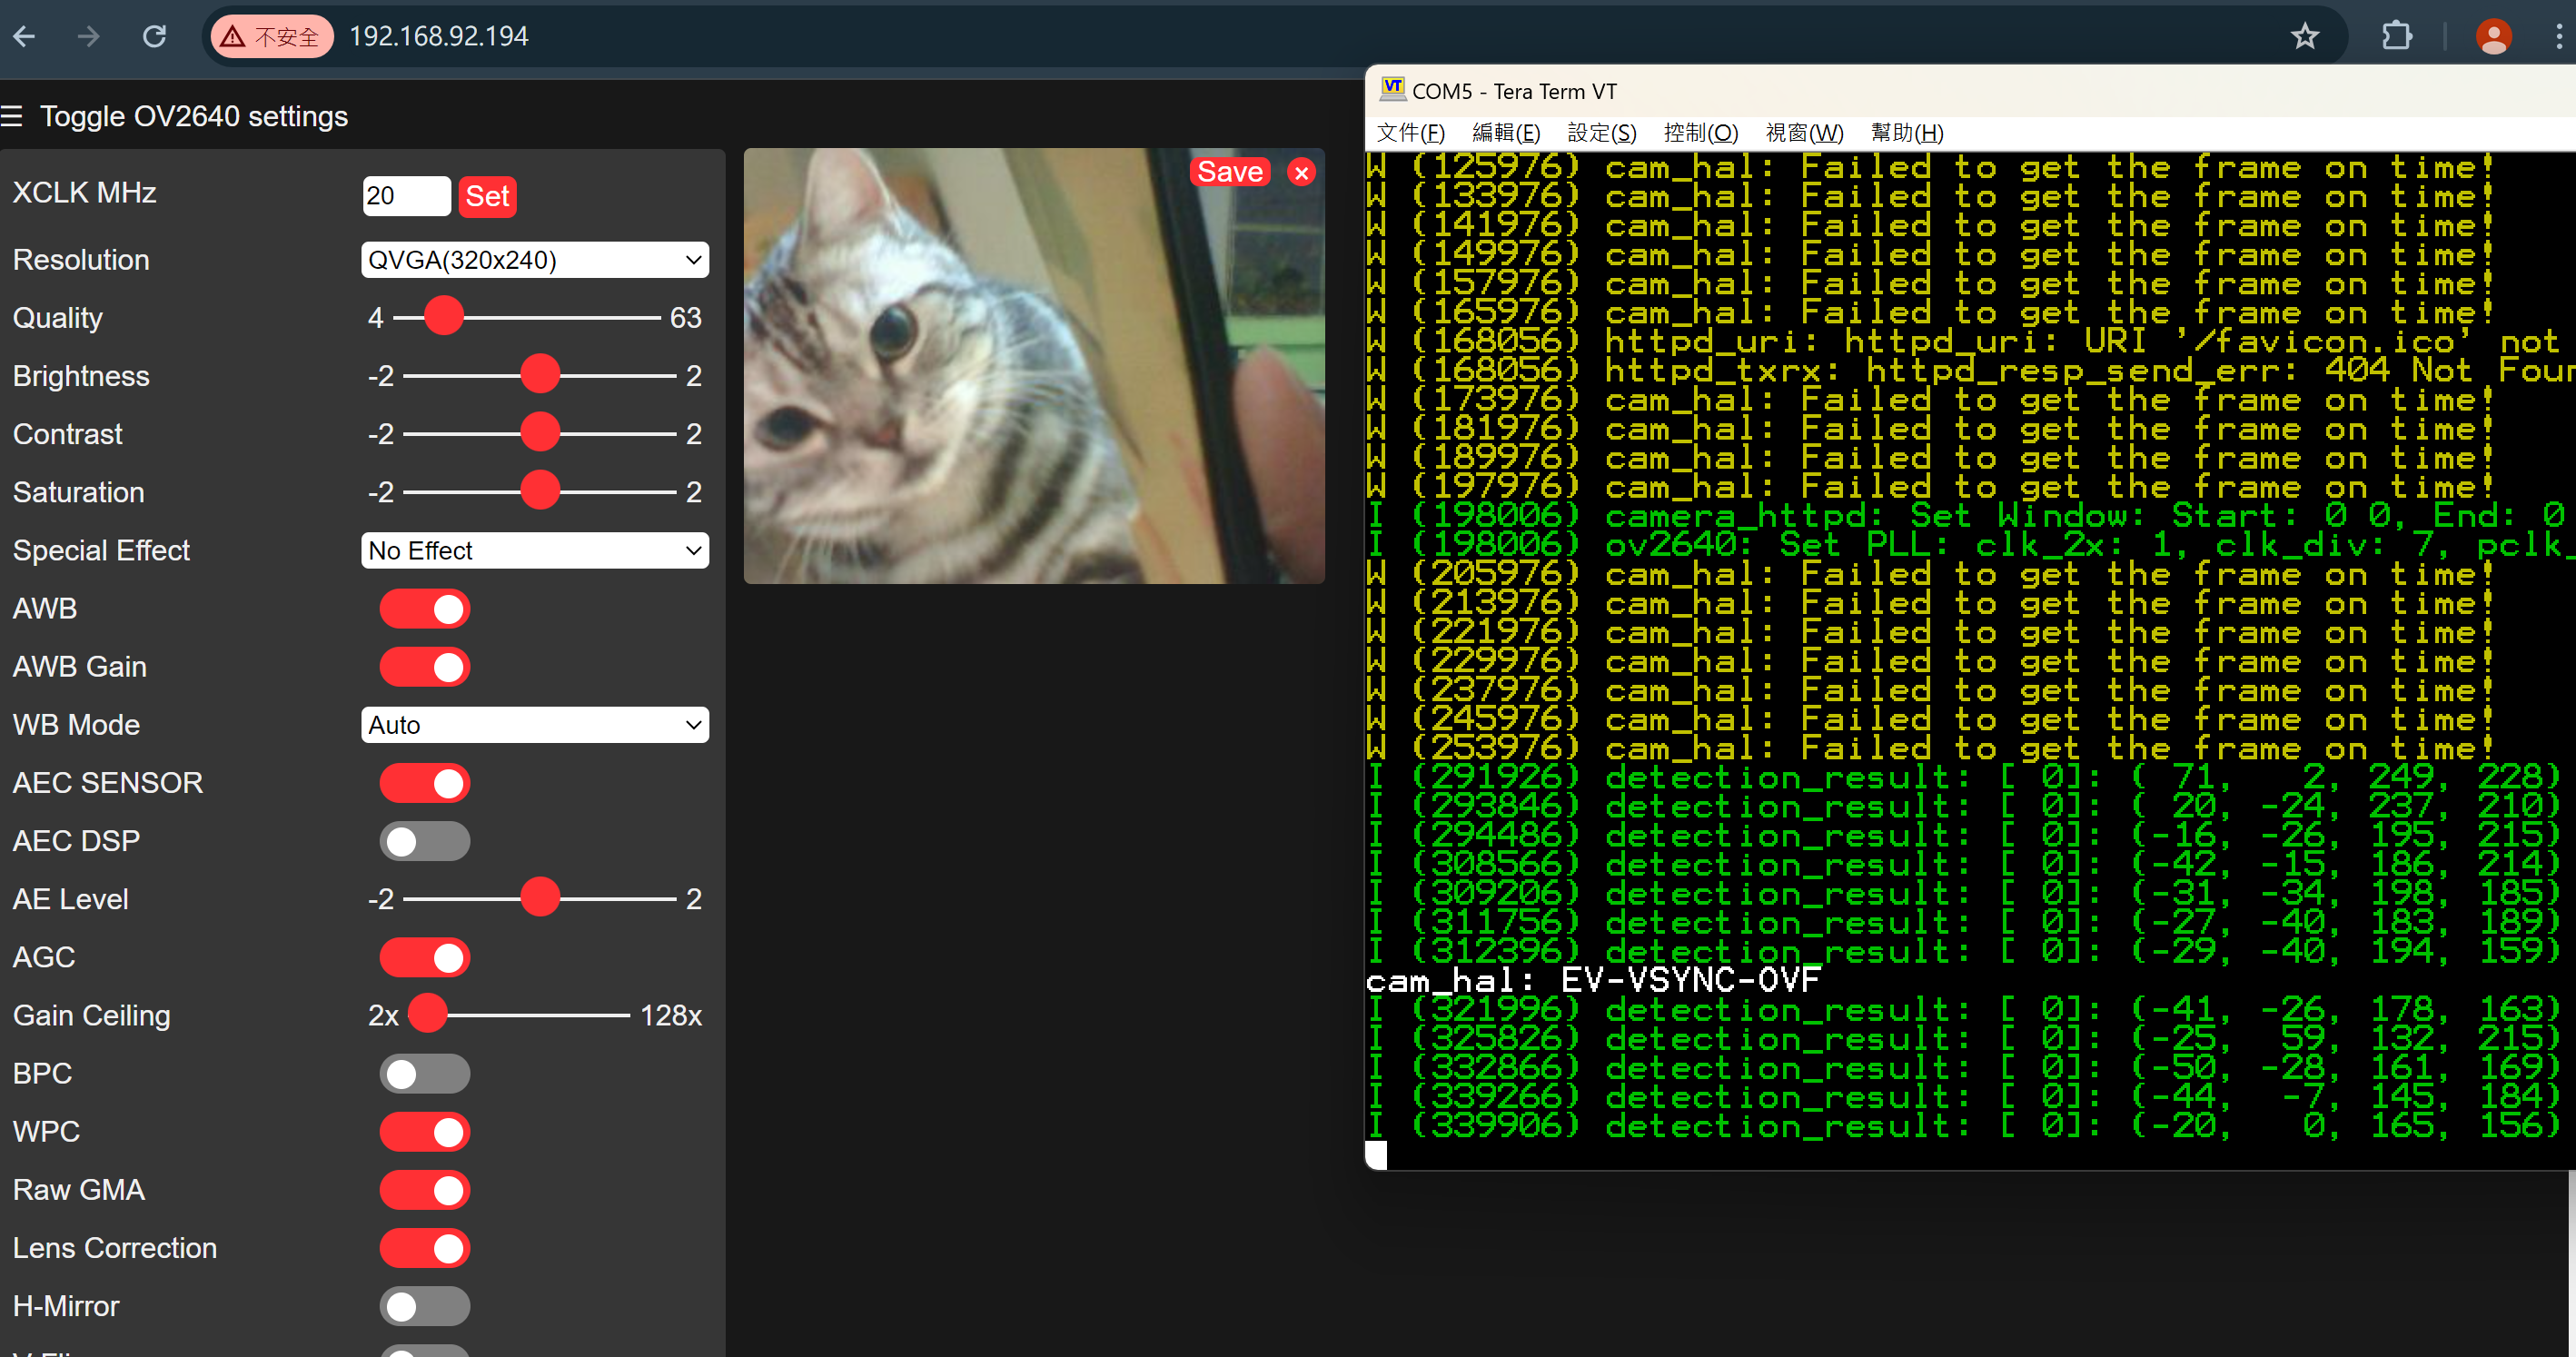 不安全 192.168.92.194
Toggle OV2640 settings
XCLK MHz 20 Set
Resolution QVGA(320x240)
Quality 4 63
Brightness -2 2
Contrast -2 2
Saturation -2 2
Special Effect No Effect
AWB
AWB Gain
WB Mode Auto
AEC SENSOR
AEC DSP
AE Level -2 2
AGC
Gain Ceiling 2x 128x
BPC
WPC
Raw GMA
Lens Correction
H-Mirror
Save ×
VT COM5 - Tera Term VT
文件(F) 編輯(E) 設定(S) 控制(O) 視窗(W) 幫助(H)
W (125976) cam_hal: Failed to get the frame on time!
W (133976) cam_hal: Failed to get the frame on time!
W (141976) cam_hal: Failed to get the frame on time!
W (149976) cam_hal: Failed to get the frame on time!
W (157976) cam_hal: Failed to get the frame on time!
W (165976) cam_hal: Failed to get the frame on time!
W (168056) httpd_uri: httpd_uri: URI '/favicon.ico' not
W (168056) httpd_txrx: httpd_resp_send_err: 404 Not Foun
W (173976) cam_hal: Failed to get the frame on time!
W (181976) cam_hal: Failed to get the frame on time!
W (189976) cam_hal: Failed to get the frame on time!
W (197976) cam_hal: Failed to get the frame on time!
I (198006) camera_httpd: Set Window: Start: 0 0, End: 0
I (198006) ov2640: Set PLL: clk_2x: 1, clk_div: 7, pclk_
W (205976) cam_hal: Failed to get the frame on time!
W (213976) cam_hal: Failed to get the frame on time!
W (221976) cam_hal: Failed to get the frame on time!
W (229976) cam_hal: Failed to get the frame on time!
W (237976) cam_hal: Failed to get the frame on time!
W (245976) cam_hal: Failed to get the frame on time!
W (253976) cam_hal: Failed to get the frame on time!
I (291926) detection_result: [ 0]: ( 71, 2, 249, 228)
I (293846) detection_result: [ 0]: ( 20, -24, 237, 210)
I (294486) detection_result: [ 0]: (-16, -26, 195, 215)
I (308566) detection_result: [ 0]: (-42, -15, 186, 214)
I (309206) detection_result: [ 0]: (-31, -34, 198, 185)
I (311756) detection_result: [ 0]: (-27, -40, 183, 189)
I (312396) detection_result: [ 0]: (-29, -40, 194, 159)
cam_hal: EV-VSYNC-OVF
I (321996) detection_result: [ 0]: (-41, -26, 178, 163)
I (325826) detection_result: [ 0]: (-25, 59, 132, 215)
I (332866) detection_result: [ 0]: (-50, -28, 161, 169)
I (339266) detection_result: [ 0]: (-44, -7, 145, 184)
I (339906) detection_result: [ 0]: (-20, 0, 165, 156)